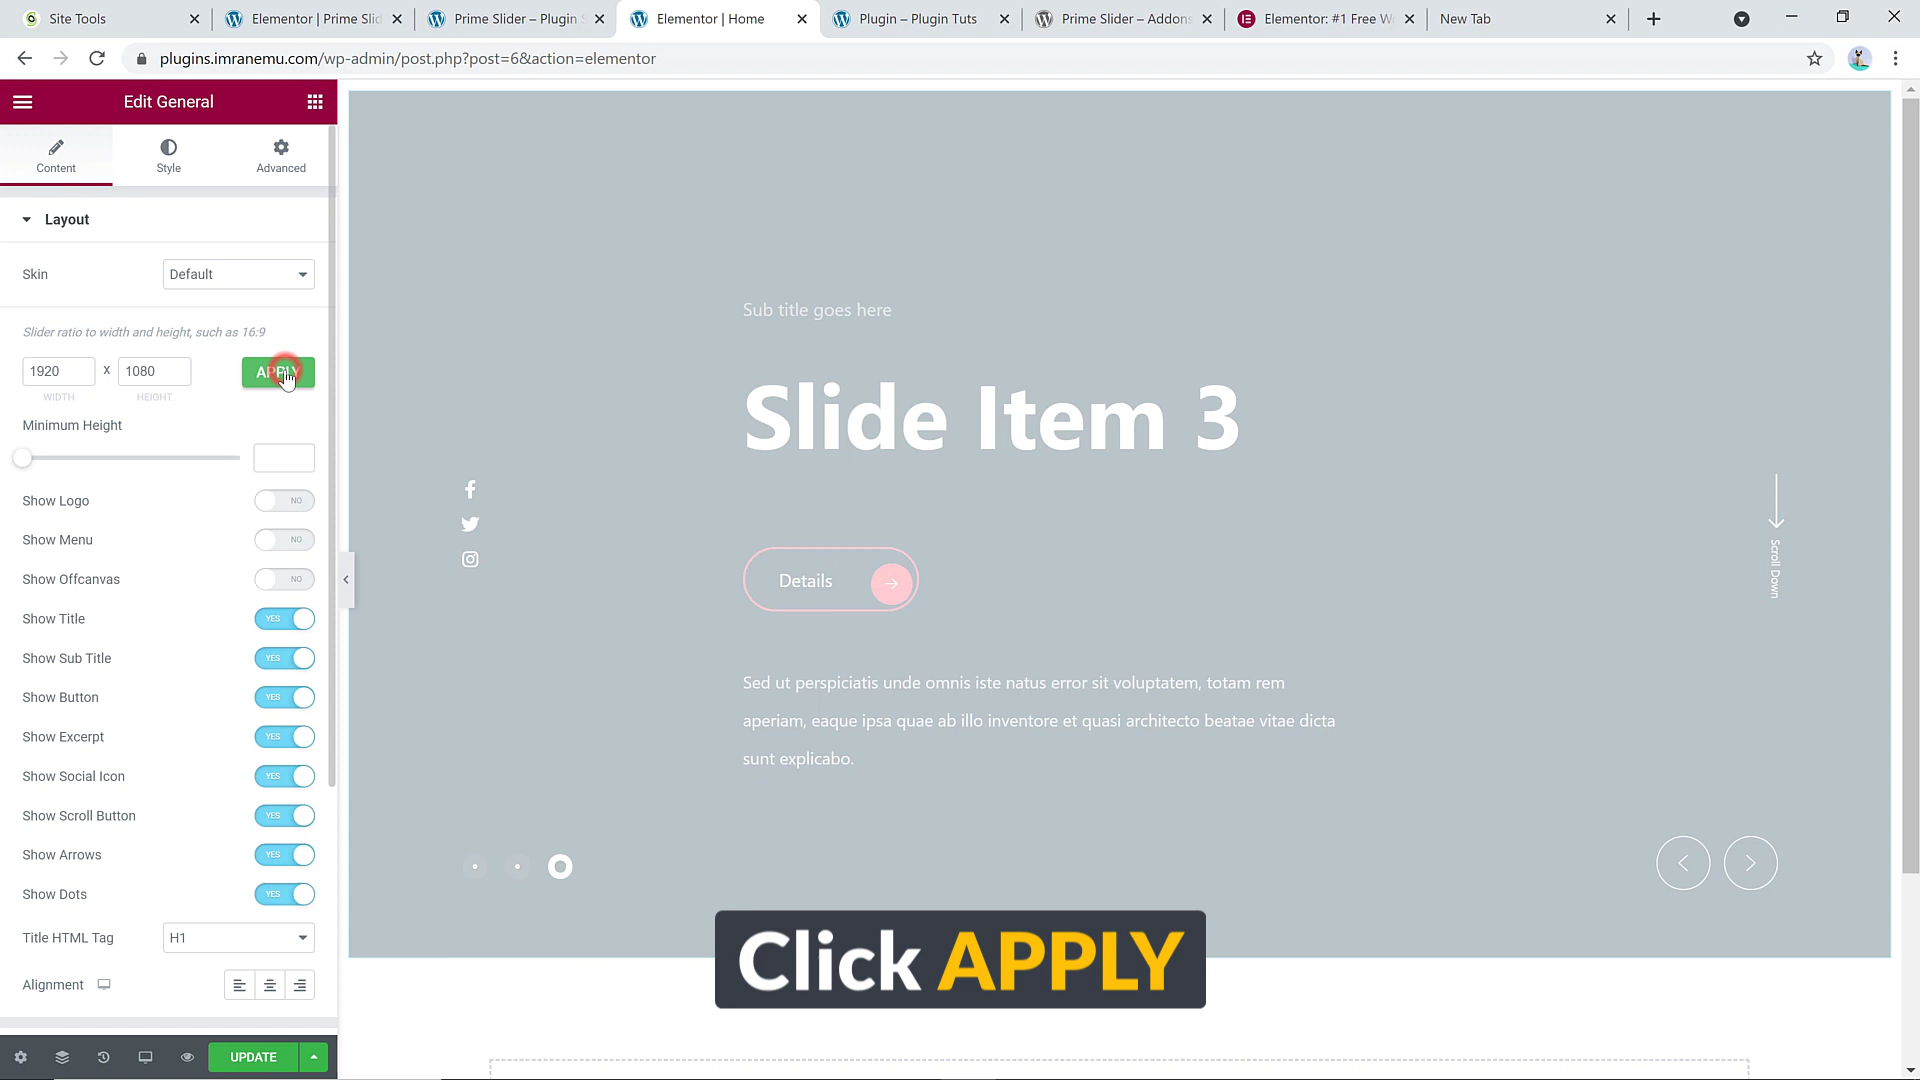 Site Tools
Elementor | Prime Slid
Prime Slider – Plugin S
Elementor | Home
Plugin – Plugin Tuts
Prime Slider – Addons
Elementor: #1 Free W
New Tab
plugins.imranemu.com/wp-admin/post.php?post=6&action=elementor
Edit General
Content
Style
Advanced
Layout
Skin
Default
Slider ratio to width and height, such as 16:9
1920 x 1080
APPLY
WIDTH
HEIGHT
Minimum Height
Show Logo
NO
Show Menu
NO
Show Offcanvas
NO
Show Title
YES
Show Sub Title
YES
Show Button
YES
Show Excerpt
YES
Show Social Icon
YES
Show Scroll Button
YES
Show Arrows
YES
Show Dots
YES
Title HTML Tag
H1
Alignment
UPDATE
Sub title goes here
Slide Item 3
Details
Scroll Down
Sed ut perspiciatis unde omnis iste natus error sit voluptatem, totam rem
aperiam, eaque ipsa quae ab illo inventore et quasi architecto beatae vitae dicta
sunt explicabo.
Click APPLY